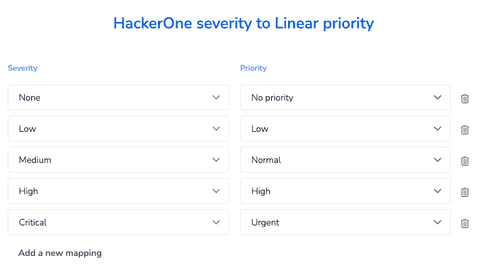 HackerOne severity to Linear priority
Severity Priority
None No priority
Low Low
Medium Normal
High High
Critical Urgent
Add a new mapping